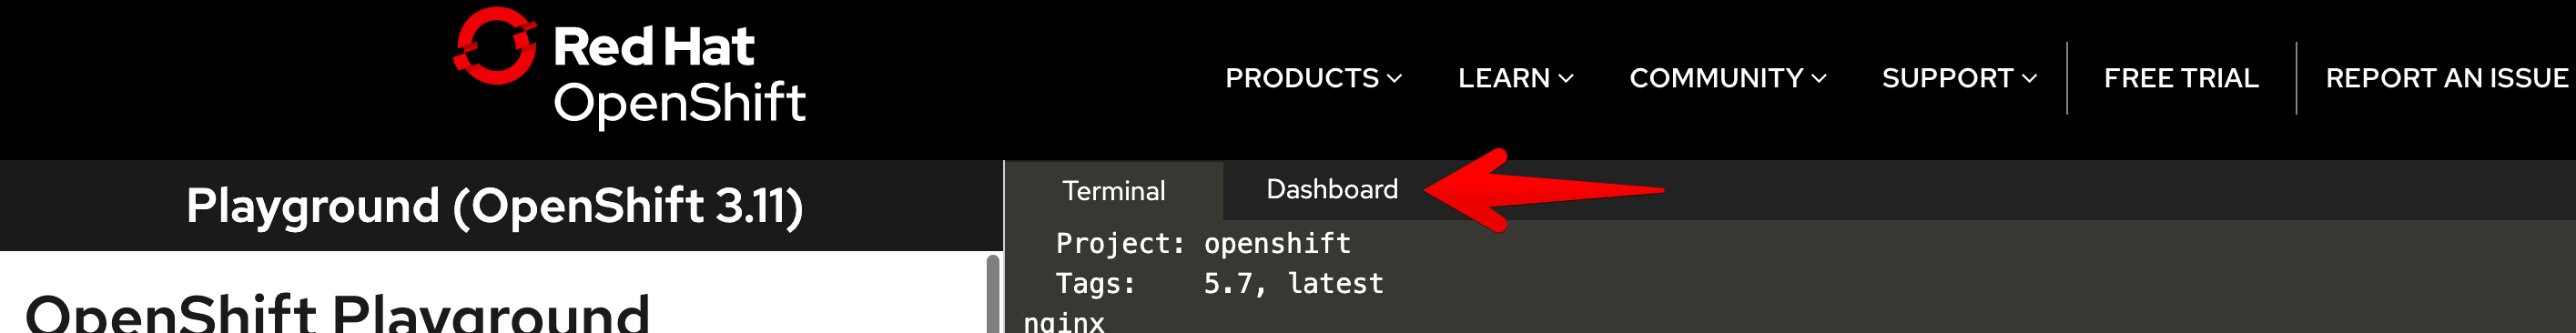 Red Hat
OpenShift
PRODUCTS LEARN COMMUNITY SUPPORT FREE TRIAL REPORT AN ISSUE
Playground (OpenShift 3.11)
Terminal Dashboard
Project: openshift
Tags: 5.7, latest
nginx
OpenShift Playground